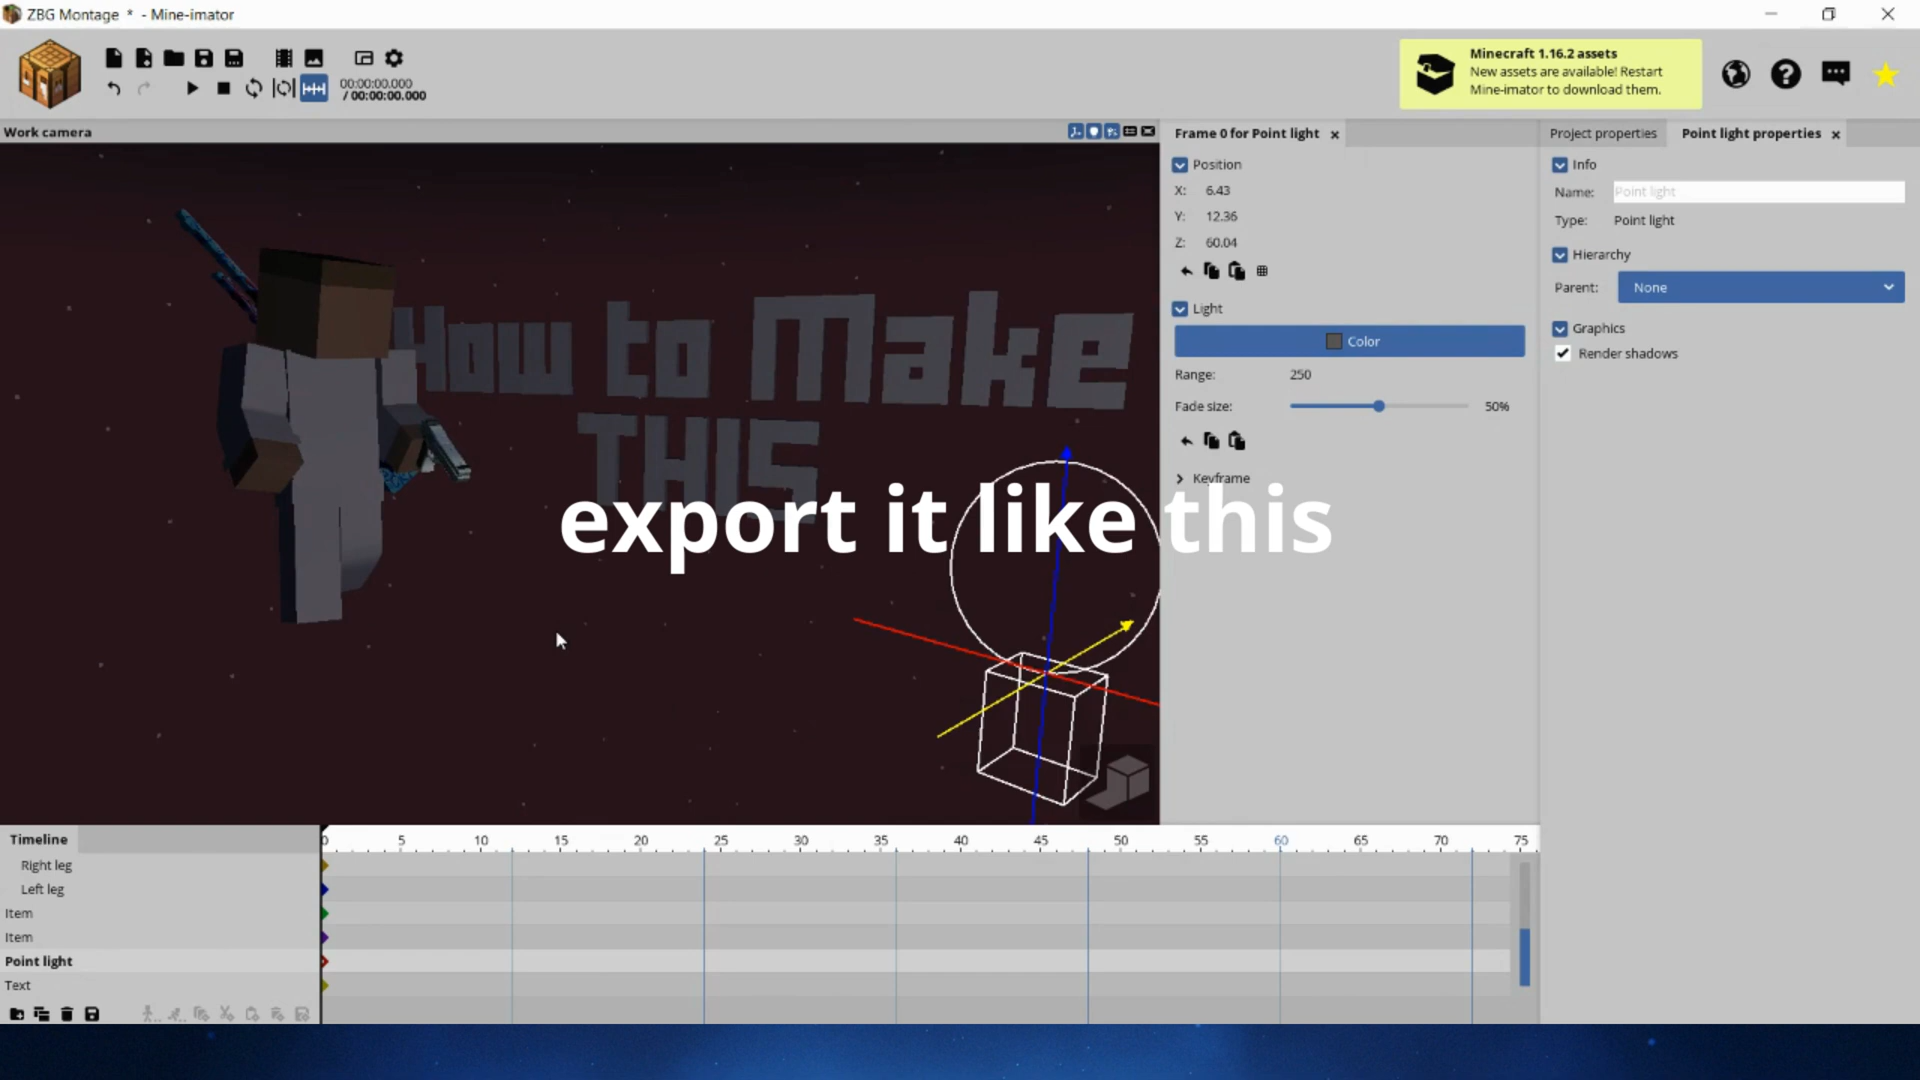 ZBG Montage * - Mine-imator
00:00:00.000
/ 00:00:00.000
Minecraft 1.16.2 assets
New assets are available! Restart
Mine-imator to download them.
Work camera
How to Make
THIS
export it like this
Frame 0 for Point light
Position
X: 6.43
Y: 12.36
Z: 60.04
Light
Color
Range: 250
Fade size: 50%
Keyframe
Project properties
Point light properties
Info
Name: Point light
Type: Point light
Hierarchy
Parent: None
Graphics
Render shadows
Timeline
0 5 10 15 20 25 30 35 40 45 50 55 60 65 70 75
Right leg
Left leg
Item
Item
Point light
Text